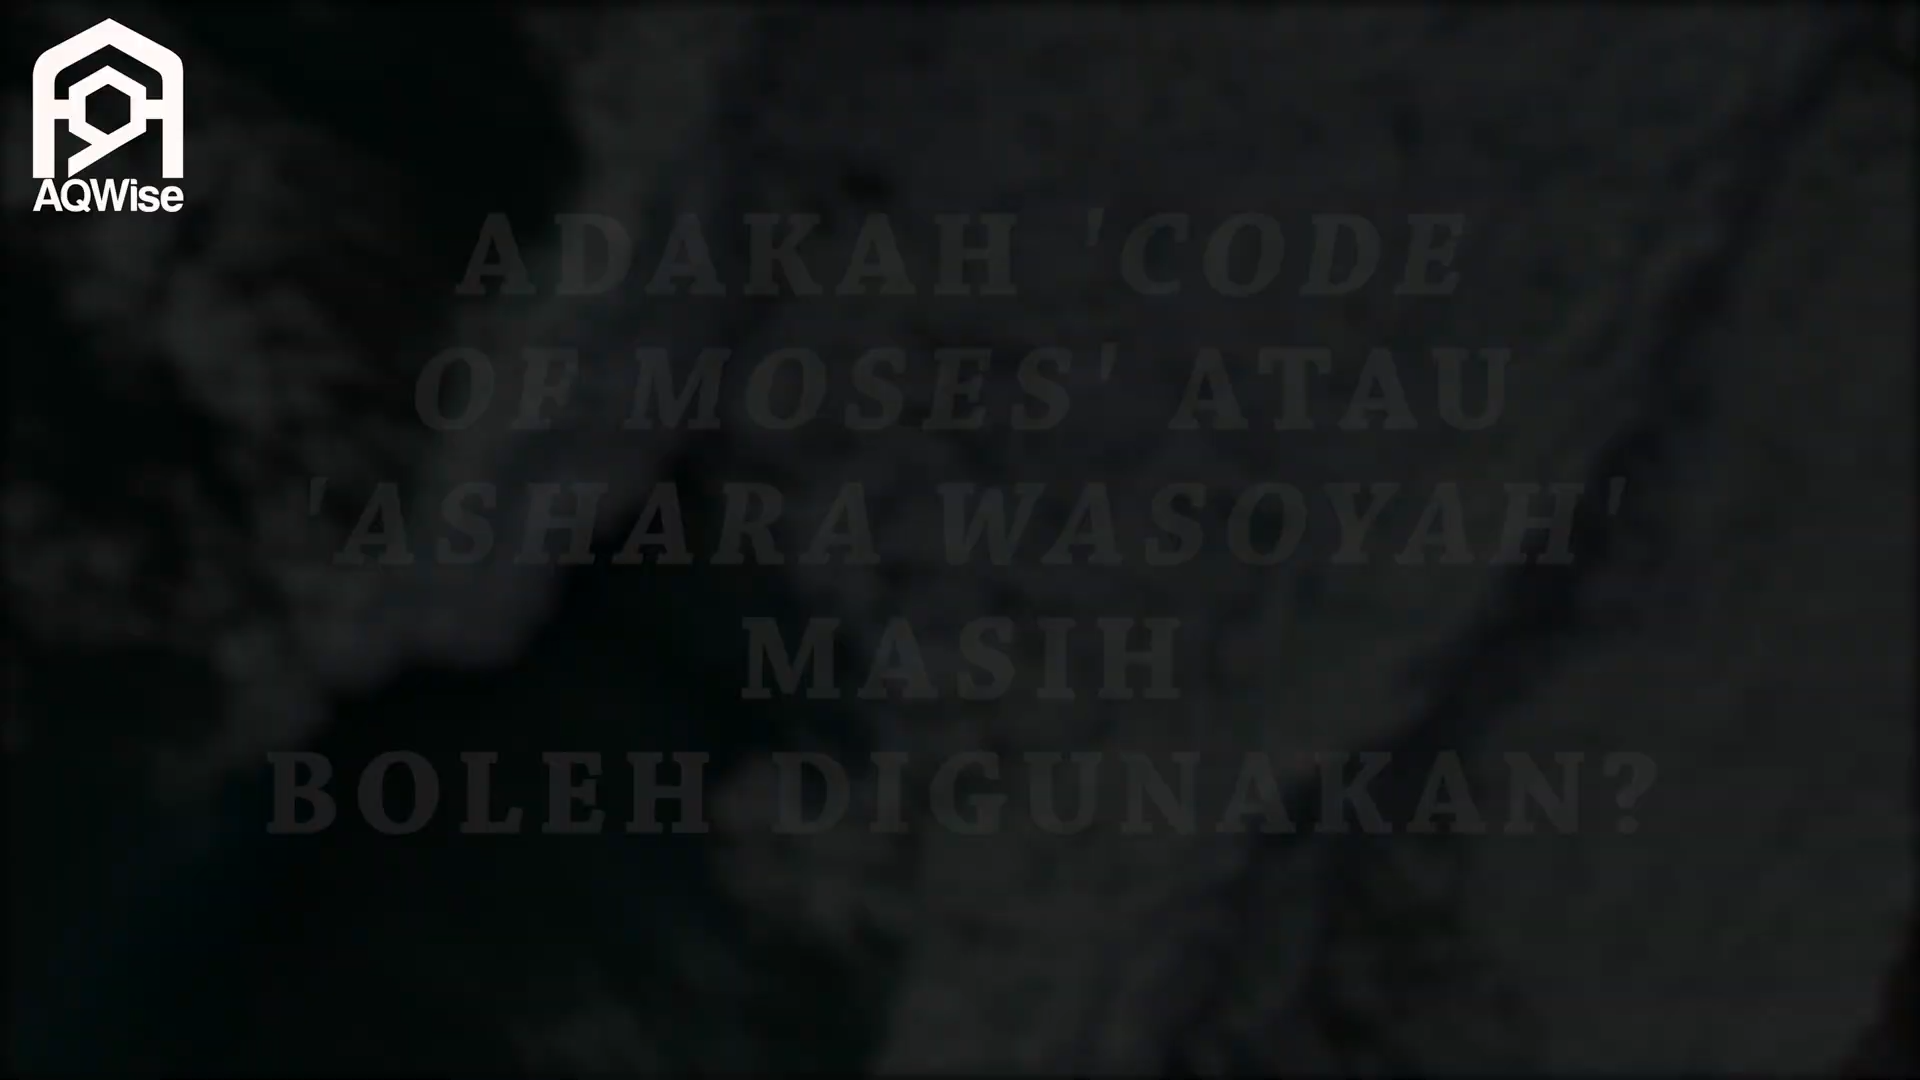 AQWise
ADAKAH 'CODE
OF MOSES' ATAU
'ASHARA WASOYAH'
MASIH
BOLEH DIGUNAKAN?